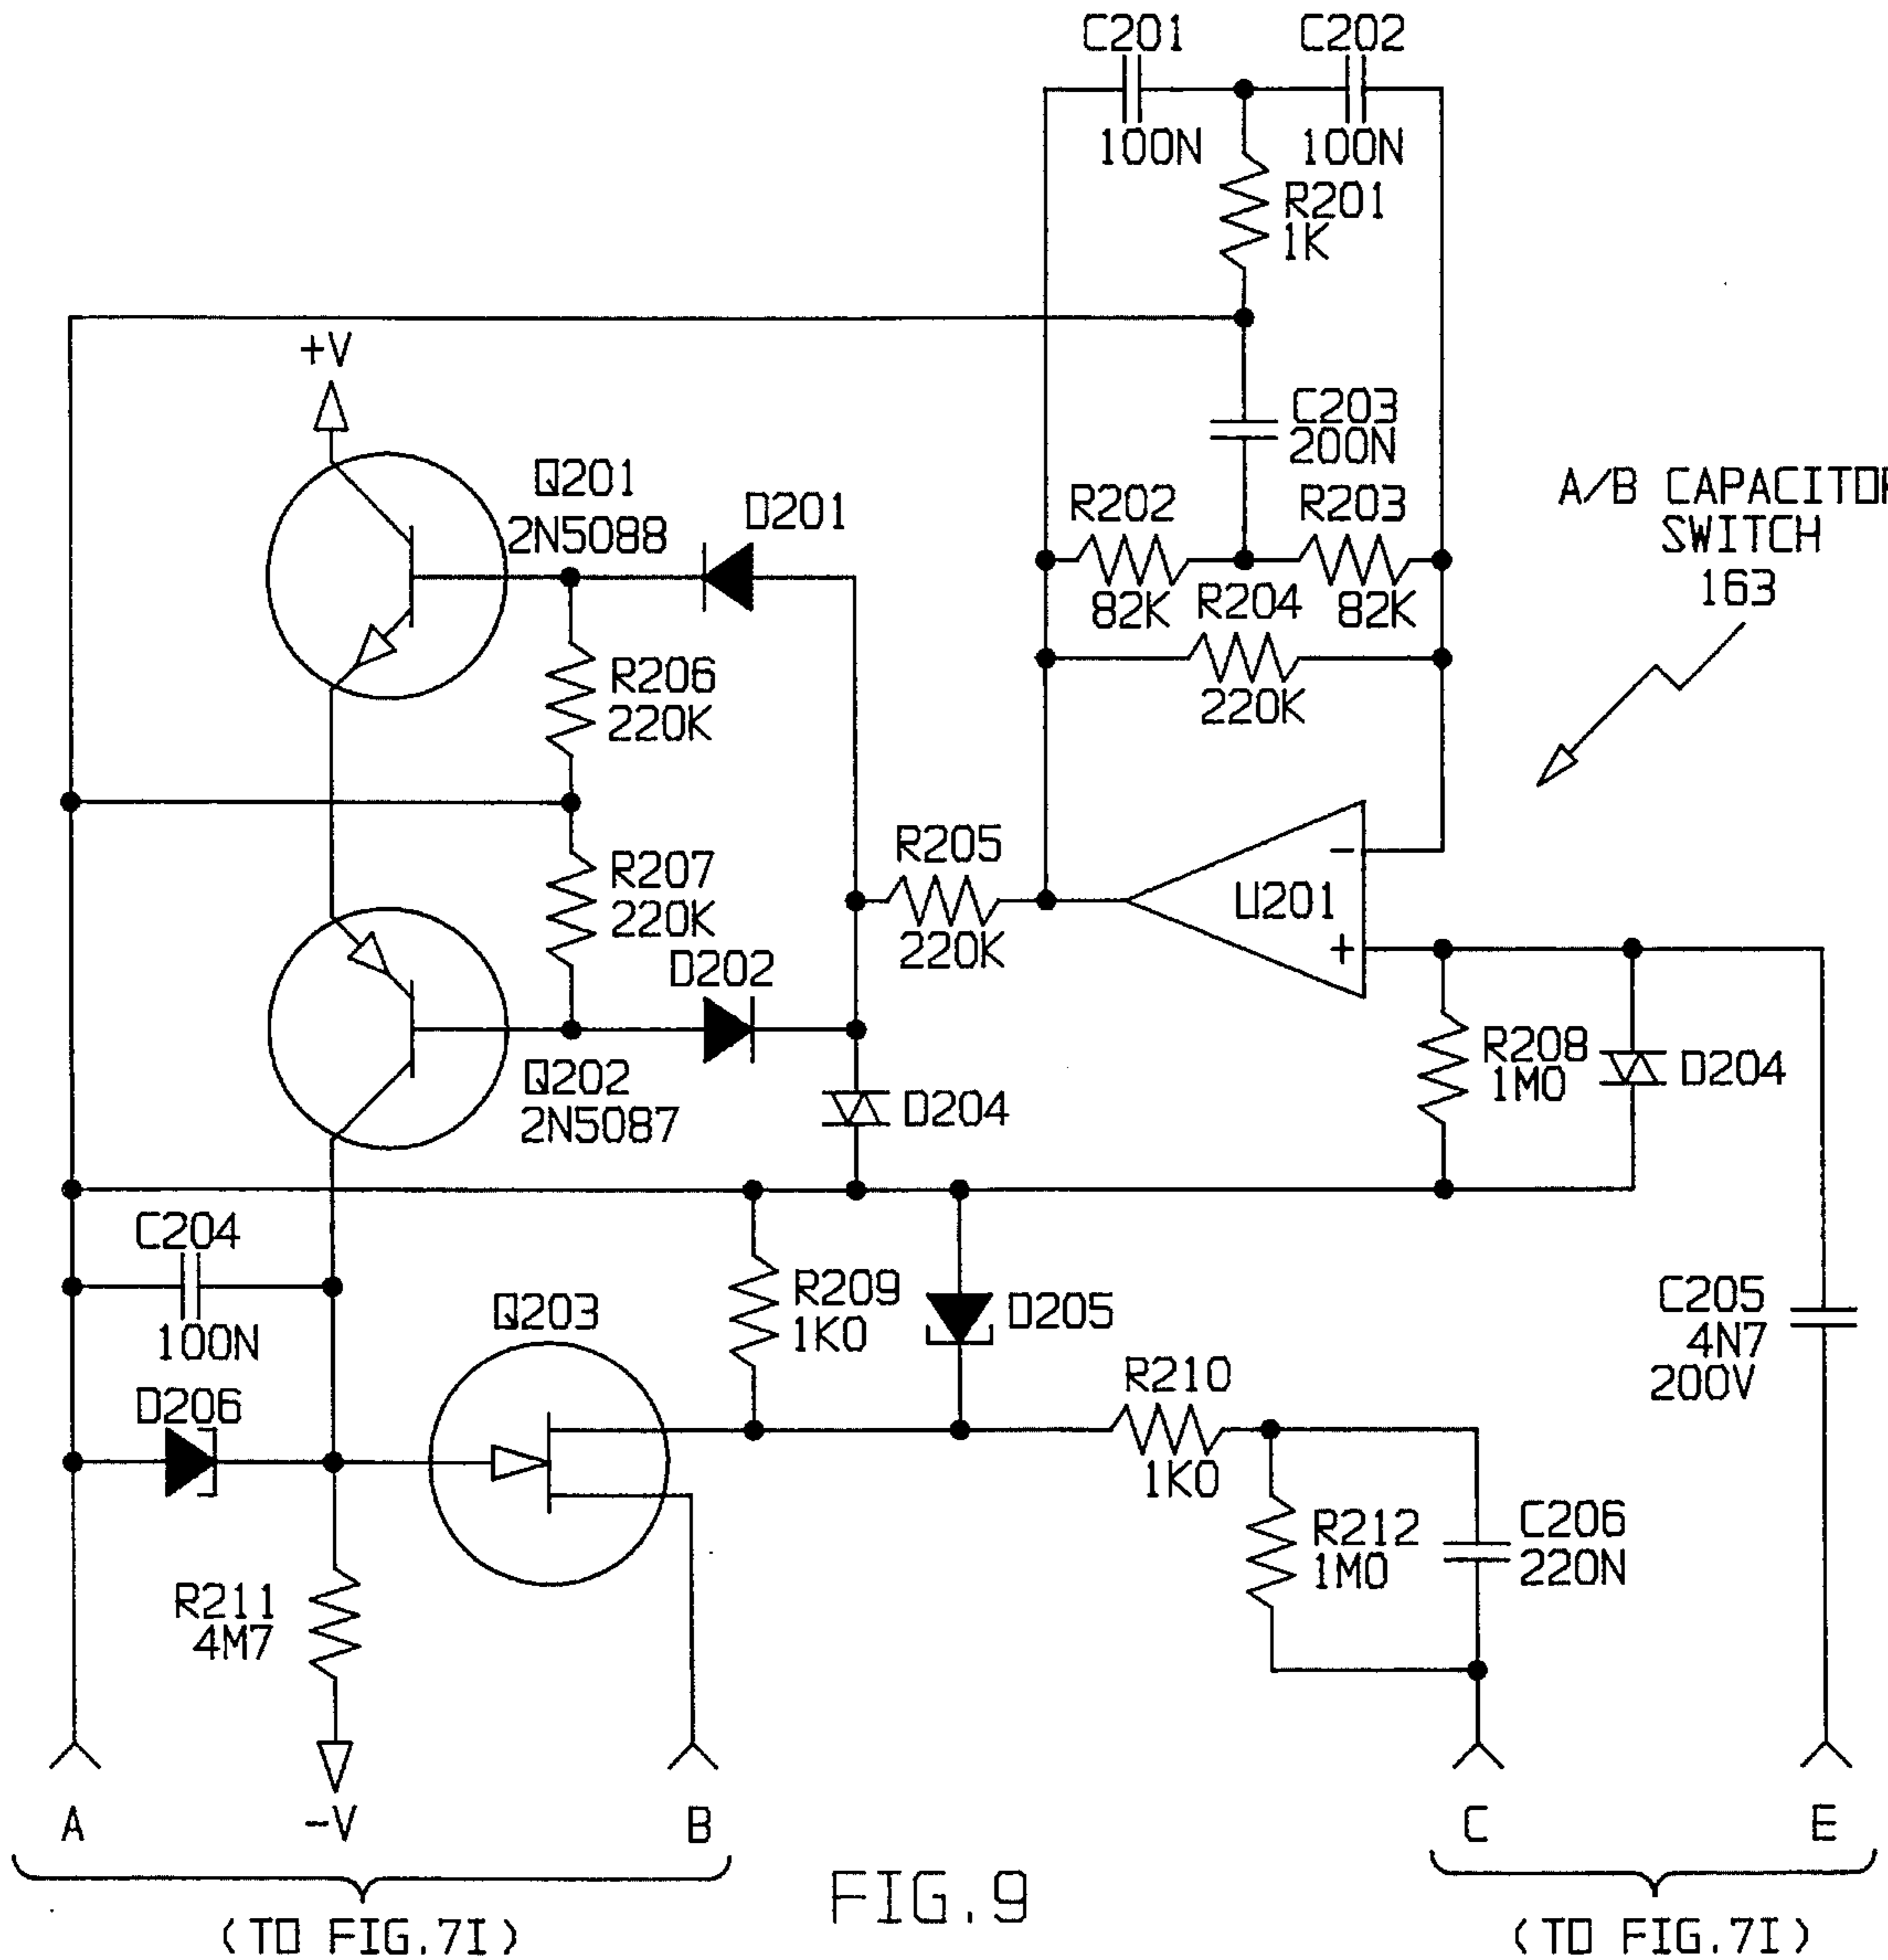 C201
C202
100N
100N
R201
1K
+V
C203
200N
Q201
2N5088
D201
R202
R203
82K
R204
82K
220K
A/B CAPACITOR
SWITCH
163
R206
220K
R207
220K
R205
220K
-
U201
+
D202
Q202
2N5087
D204
R208
1M0
D204
C204
100N
Q203
R209
1K0
D205
C205
4N7
200V
D206
R210
1K0
R212
1M0
C206
220N
R211
4M7
A
-V
B
C
E
(TO FIG.7I)
FIG.9
(TO FIG.7I)